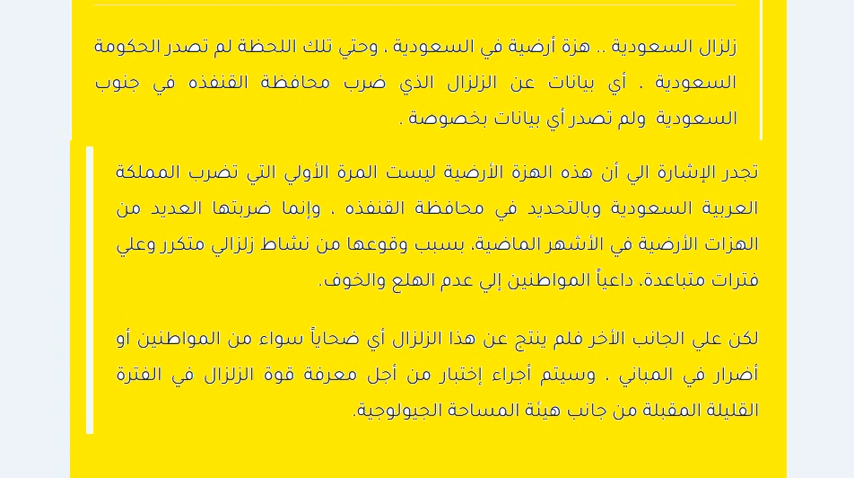 زلزال السعودية .. هزة أرضية في السعودية ، وحتي تلك اللحظة لم تصدر الحكومة
السعودية ، أي بيانات عن الزلزال الذي ضرب محافظة القنفذه في جنوب
السعودية ولم تصدر أي بيانات بخصوصة .
تجدر الإشارة الي أن هذه الهزة الأرضية ليست المرة الأولي التي تضرب المملكة
العربية السعودية وبالتحديد في محافظة القنفذه ، وإنما ضربتها العديد من
الهزات الأرضية في الأشهر الماضية، بسبب وقوعها من نشاط زلزالي متكرر وعلي
فترات متباعدة، داعياً المواطنين إلي عدم الهلع والخوف.
لكن علي الجانب الأخر فلم ينتج عن هذا الزلزال أي ضحاياً سواء من المواطنين أو
أضرار في المباني ، وسيتم أجراء إختبار من أجل معرفة قوة الزلزال في الفترة
القليلة المقبلة من جانب هيئة المساحة الجيولوجية.